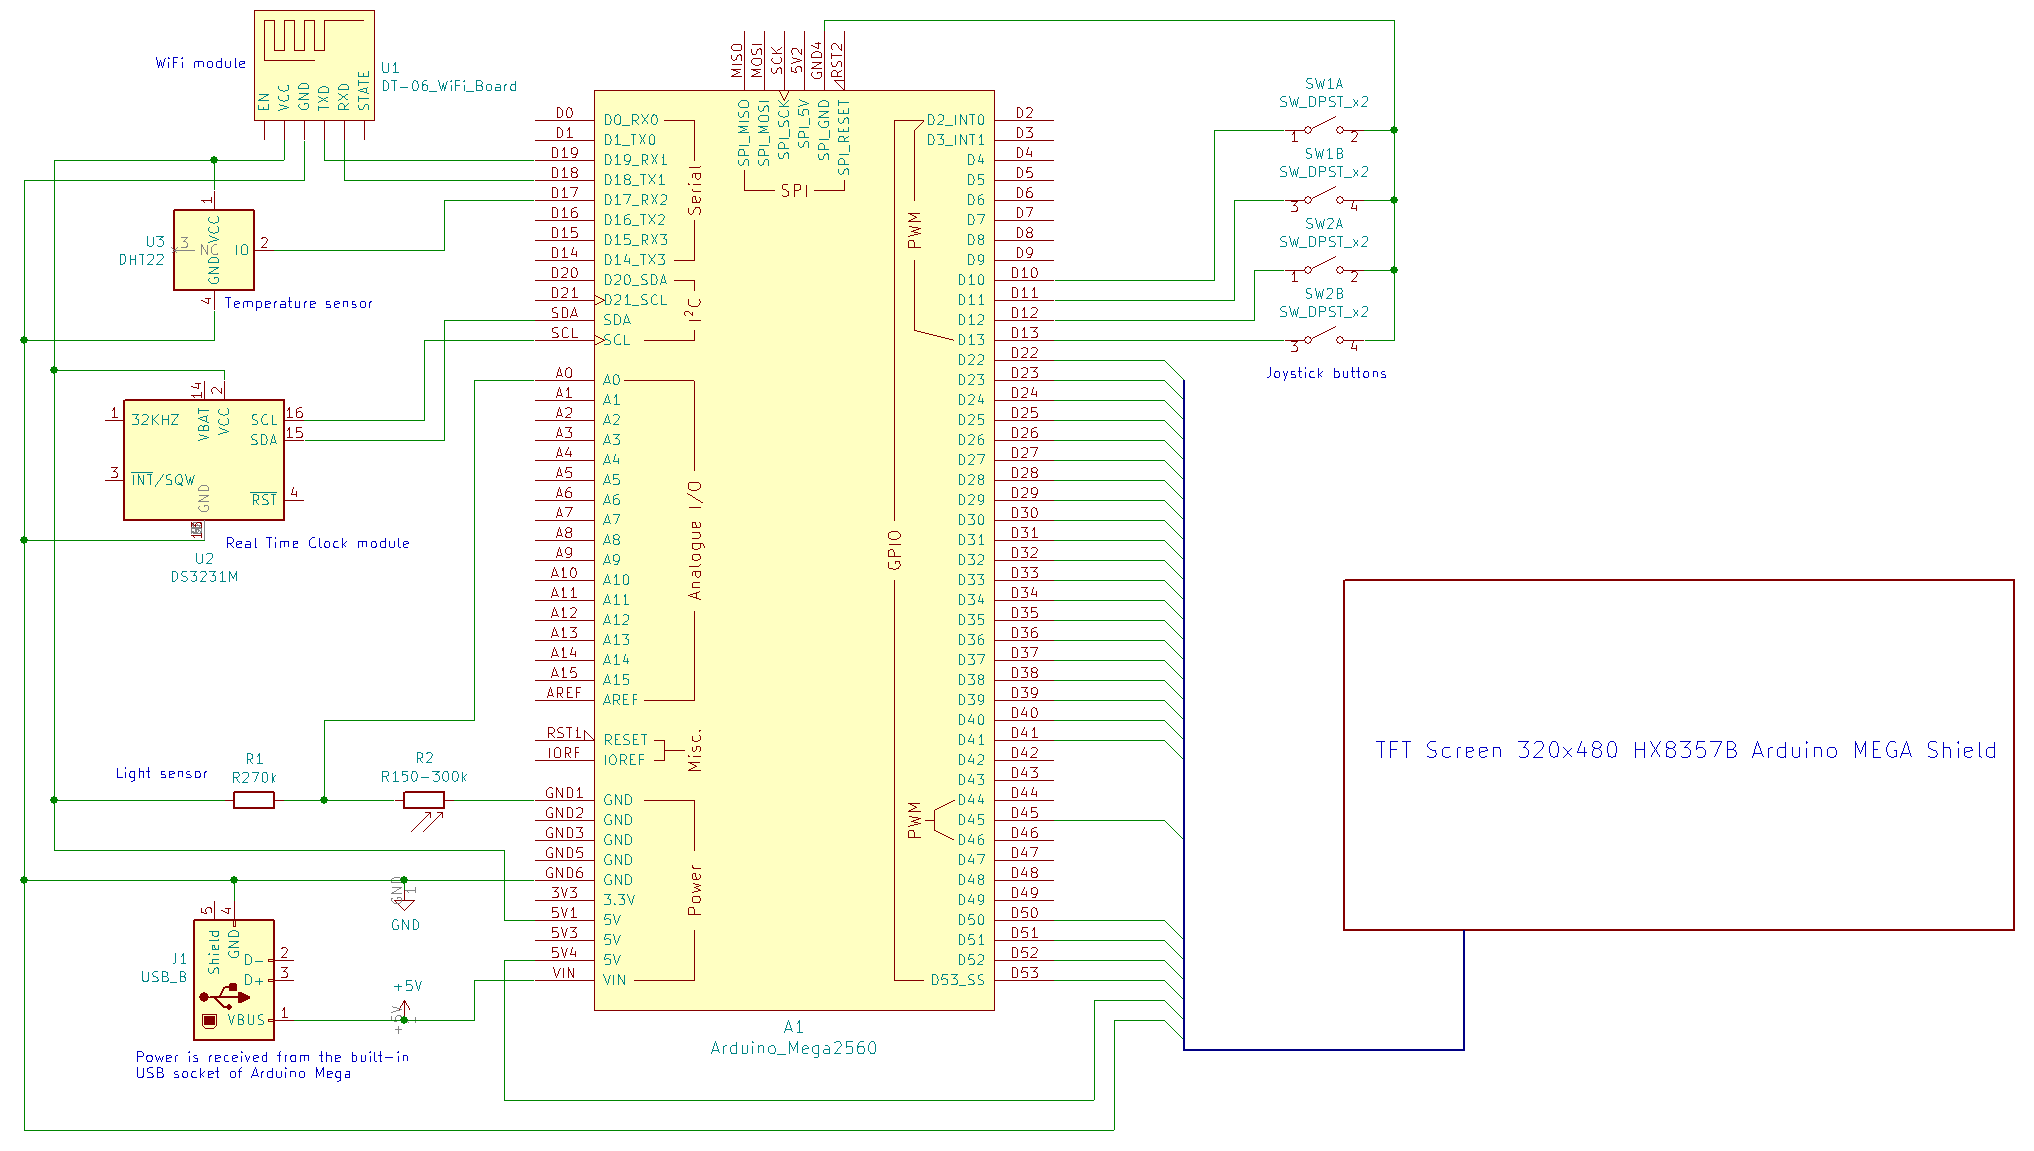 WiFi module
EN
VCC
GND
TXD
RXD
STATE
U1
DT-06_WiFi_Board
1
VCC
3
NC
IO
2
GND
4
U3
DHT22
Temperature sensor
14
2
1
32KHZ
VBAT
VCC
SCL
16
SDA
15
3
INT/SQW
GND
RST
4
U2
DS3231M
Real Time Clock module
Light sensor
R1
R270k
R2
R150-300k
GND
1
GND
5
4
Shield
GND
D-
2
D+
3
VBUS
1
J1
USB_B
+5V
+5V
1
Power is received from the built-in
USB socket of Arduino Mega
MISO
MOSI
SCK
5V2
GND4
RST2
SPI_MISO
SPI_MOSI
SPI_SCK
SPI_5V
SPI_GND
SPI_RESET
SPI
D0 D0_RX0
D1 D1_TX0
D19 D19_RX1
D18 D18_TX1
D17 D17_RX2
D16 D16_TX2
D15 D15_RX3
D14 D14_TX3
Serial
D20 D20_SDA
D21 D21_SCL
SDA SDA
SCL SCL
I²C
A0 A0
A1 A1
A2 A2
A3 A3
A4 A4
A5 A5
A6 A6
A7 A7
A8 A8
A9 A9
A10 A10
A11 A11
A12 A12
A13 A13
A14 A14
A15 A15
AREF AREF
Analogue I/O
RST1 RESET
IORF IOREF
Misc.
GND1 GND
GND2 GND
GND3 GND
GND5 GND
GND6 GND
3V3 3.3V
5V1 5V
5V3 5V
5V4 5V
VIN VIN
Power
D2_INT0 D2
D3_INT1 D3
D4 D4
D5 D5
D6 D6
D7 D7
D8 D8
D9 D9
D10 D10
D11 D11
D12 D12
D13 D13
PWM
D22 D22
D23 D23
D24 D24
D25 D25
D26 D26
D27 D27
D28 D28
D29 D29
D30 D30
D31 D31
D32 D32
D33 D33
D34 D34
D35 D35
D36 D36
D37 D37
D38 D38
D39 D39
D40 D40
D41 D41
D42 D42
D43 D43
D44 D44
D45 D45
D46 D46
PWM
D47 D47
D48 D48
D49 D49
D50 D50
D51 D51
D52 D52
D53_SS D53
GPIO
A1
Arduino_Mega2560
SW1A
SW_DPST_x2
1 2
SW1B
SW_DPST_x2
3 4
SW2A
SW_DPST_x2
1 2
SW2B
SW_DPST_x2
3 4
Joystick buttons
TFT Screen 320x480 HX8357B Arduino MEGA Shield